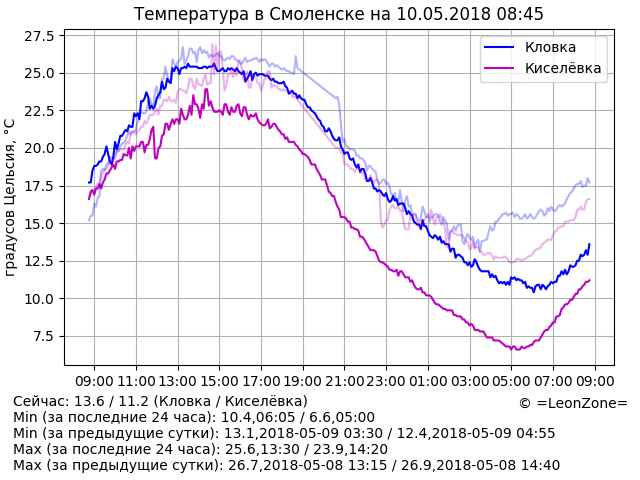 Температура в Смоленске на 10.05.2018 08:45
27.5
25.0
22.5
20.0
17.5
15.0
12.5
10.0
7.5
градусов Цельсия, °C
Кловка
Киселёвка
09:00 11:00 13:00 15:00 17:00 19:00 21:00 23:00 01:00 03:00 05:00 07:00 09:00
Сейчас: 13.6 / 11.2 (Кловка / Киселёвка)
© =LeonZone=
Min (за последние 24 часа): 10.4,06:05 / 6.6,05:00
Min (за предыдущие сутки): 13.1,2018-05-09 03:30 / 12.4,2018-05-09 04:55
Max (за последние 24 часа): 25.6,13:30 / 23.9,14:20
Max (за предыдущие сутки): 26.7,2018-05-08 13:15 / 26.9,2018-05-08 14:40